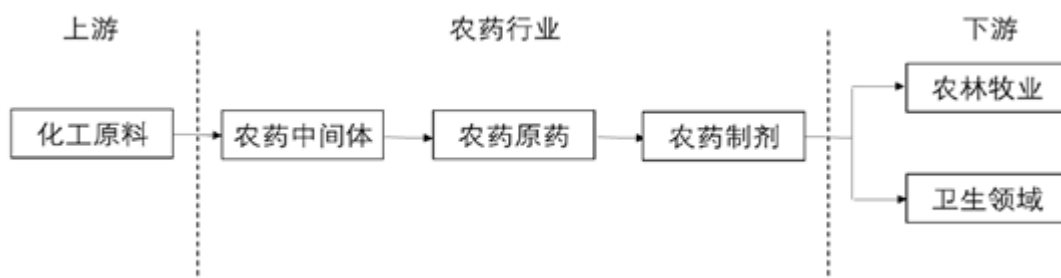 上游
农药行业
下游
化工原料
农药中间体
农药原药
农药制剂
农林牧业
卫生领域